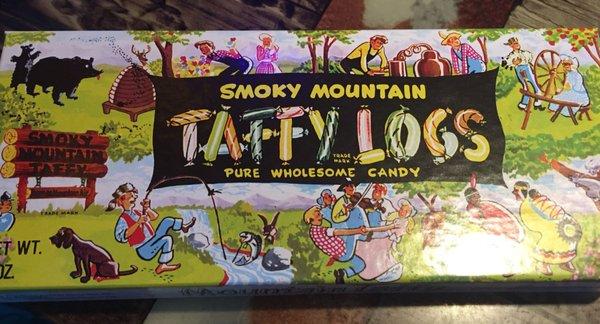 SMOKY MOUNTAIN
TAFFY LOGS
TRADE
MARK
PURE WHOLESOME CANDY
SMOKY
MOUNTAIN
TAFFY
TRADE MARK
ET WT.
OZ.